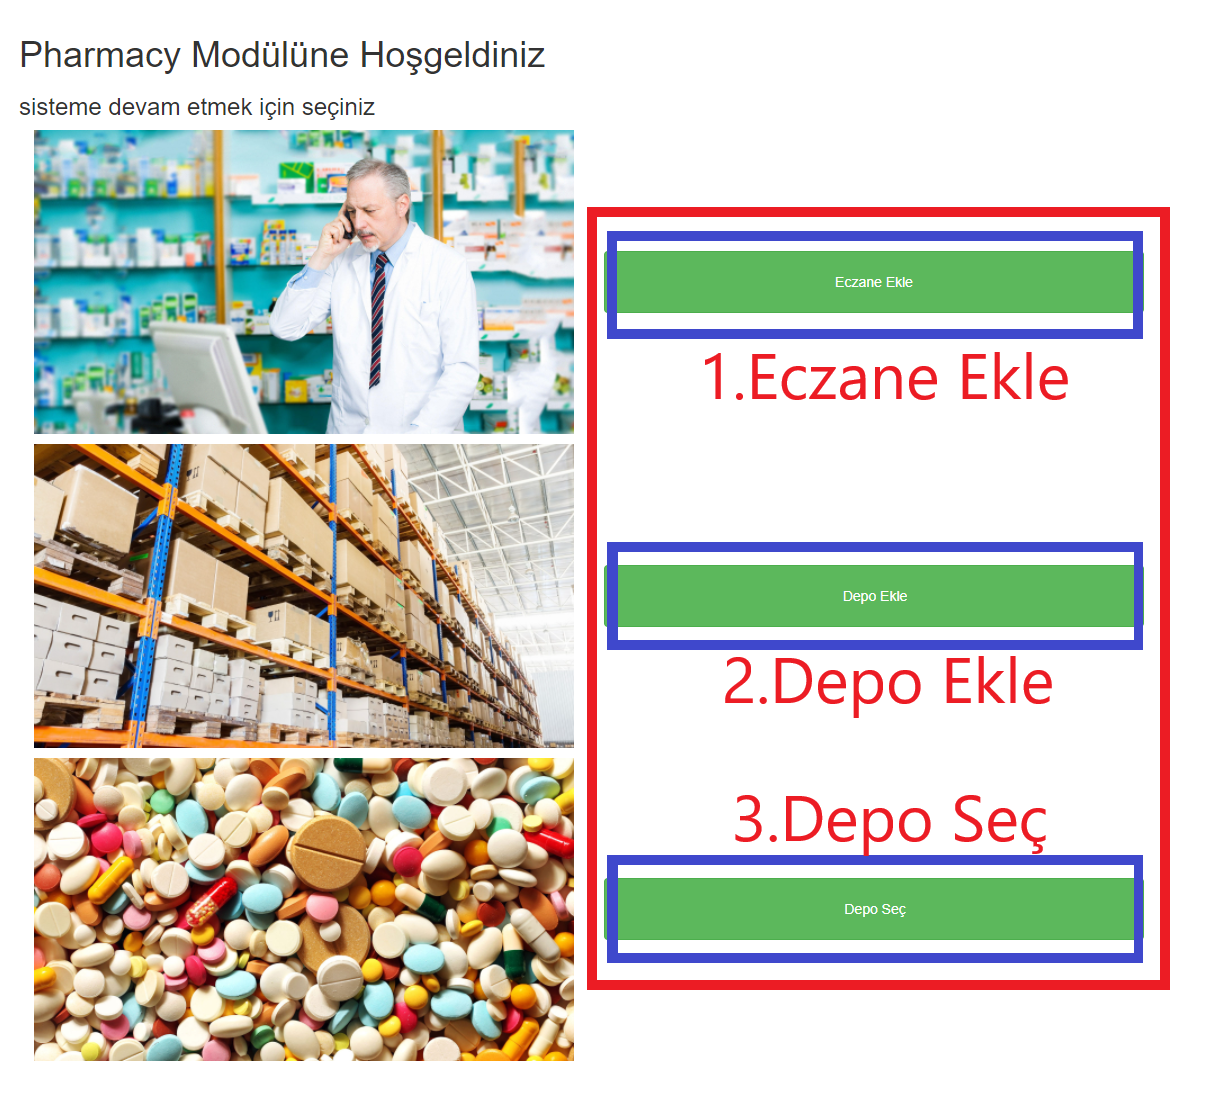 Pharmacy Modülüne Hoşgeldiniz
sisteme devam etmek için seçiniz
Eczane Ekle
1.Eczane Ekle
Depo Ekle
2.Depo Ekle
3.Depo Seç
Depo Seç